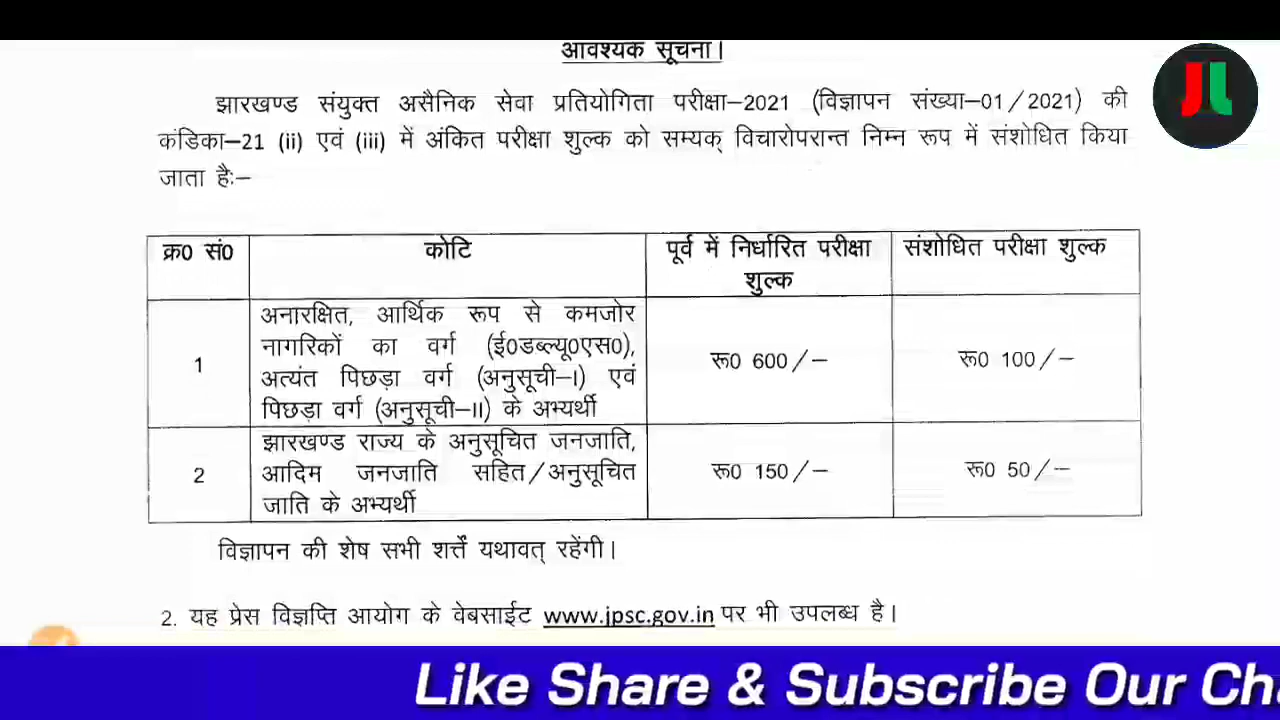 आवश्यक सूचना।
झारखण्ड संयुक्त असैनिक सेवा प्रतियोगिता परीक्षा–2021 (विज्ञापन संख्या–01/2021) की
कंडिका–21 (ii) एवं (iii) में अंकित परीक्षा शुल्क को सम्यक् विचारोपरान्त निम्न रूप में संशोधित किया
जाता हैः–
क्र0 सं0
कोटि
पूर्व में निर्धारित परीक्षा
शुल्क
संशोधित परीक्षा शुल्क
1
अनारक्षित, आर्थिक रूप से कमजोर
नागरिकों का वर्ग (ई0डब्ल्यू0एस0),
अत्यंत पिछड़ा वर्ग (अनुसूची–I) एवं
पिछड़ा वर्ग (अनुसूची–II) के अभ्यर्थी
रू0 600/–
रू0 100/–
2
झारखण्ड राज्य के अनुसूचित जनजाति,
आदिम जनजाति सहित/अनुसूचित
जाति के अभ्यर्थी
रू0 150/–
रू0 50/–
विज्ञापन की शेष सभी शर्त्तें यथावत् रहेंगी।
2. यह प्रेस विज्ञप्ति आयोग के वेबसाईट www.jpsc.gov.in पर भी उपलब्ध है।
Like Share & Subscribe Our Cha